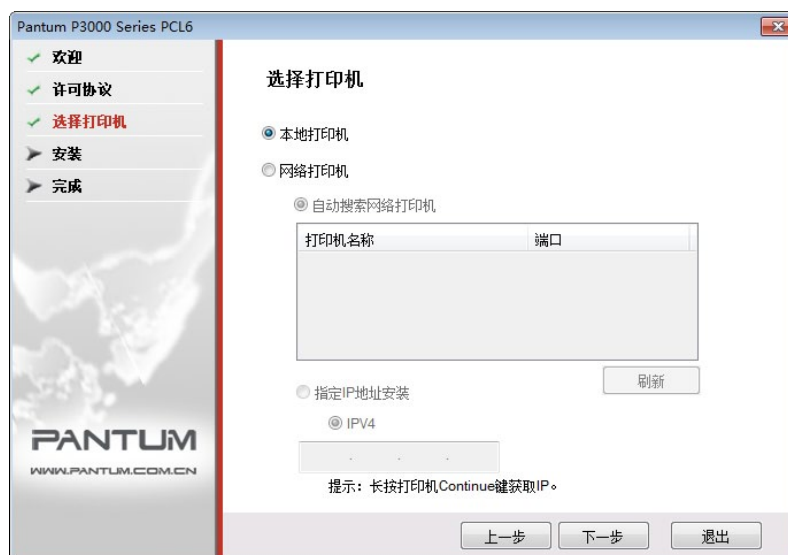 Pantum P3000 Series PCL6
欢迎
许可协议
选择打印机
安装
完成
PANTUM
WWW.PANTUM.COM.CN
选择打印机
本地打印机
网络打印机
自动搜索网络打印机
打印机名称 端口
刷新
指定IP地址安装
IPV4
. . .
提示：长按打印机Continue键获取IP。
上一步 下一步 退出